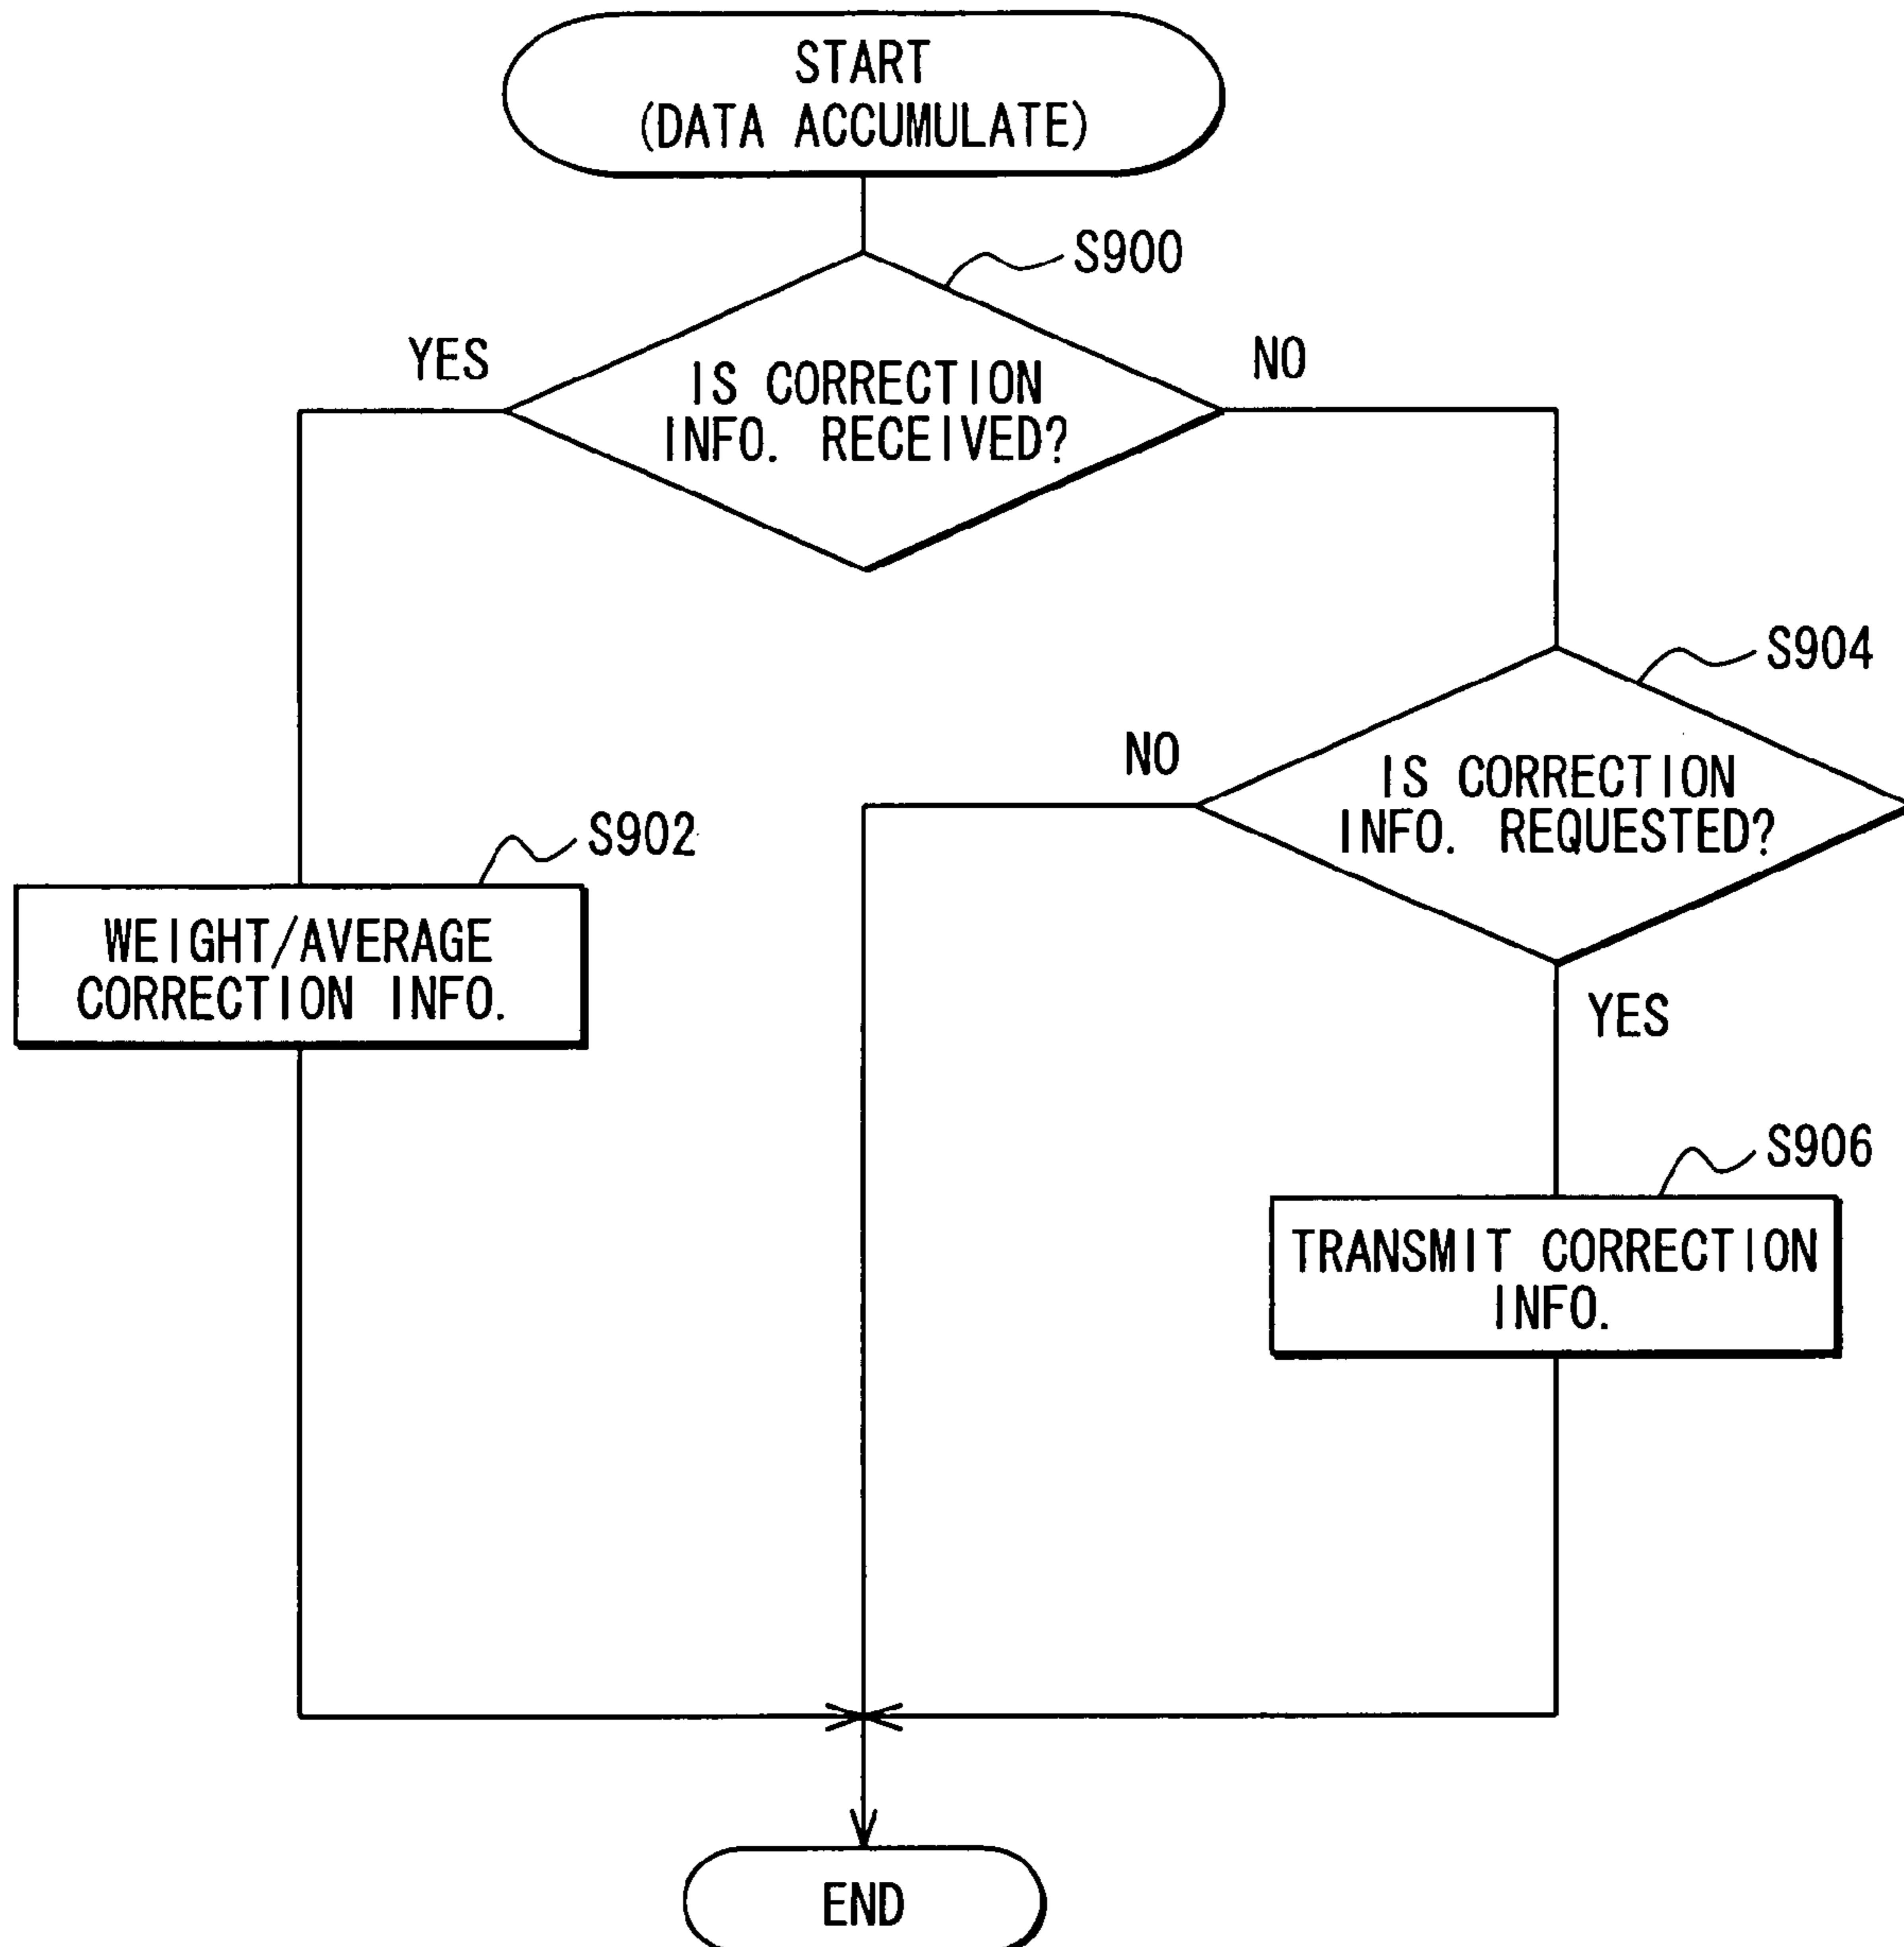 START
(DATA ACCUMULATE)
S900
YES
IS CORRECTION
INFO. RECEIVED?
NO
S904
NO
IS CORRECTION
INFO. REQUESTED?
YES
S902
WEIGHT/AVERAGE
CORRECTION INFO.
S906
TRANSMIT CORRECTION
INFO.
END